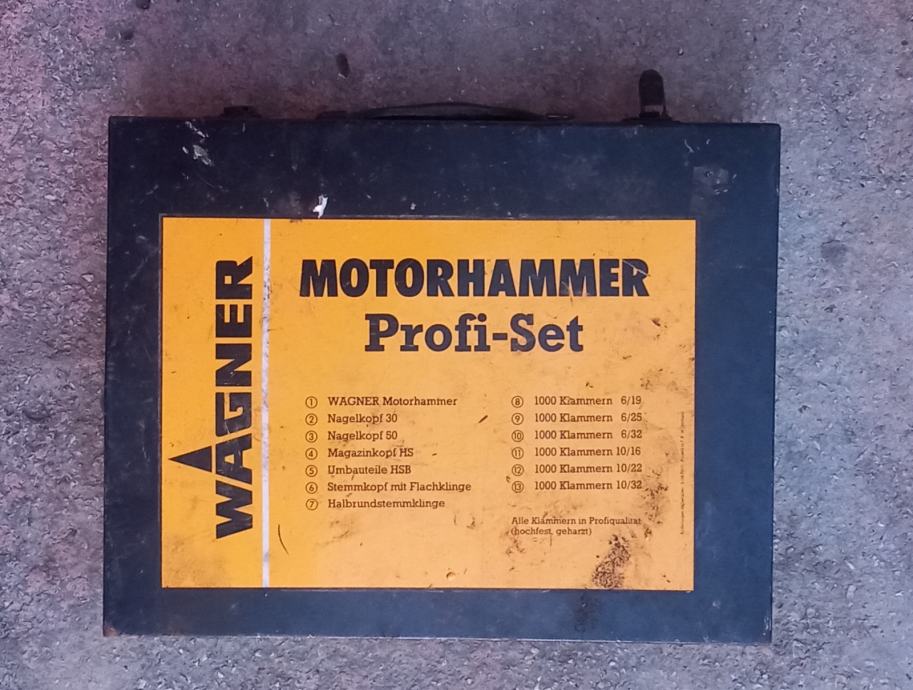 WAGNER
MOTORHAMMER
Profi-Set
① WAGNER Motorhammer
② Nagelkopf 30
③ Nagelkopf 50
④ Magazinkopf HS
⑤ Umbauteile HSB
⑥ Stemmkopf mit Flachklinge
⑦ Halbrundstemmklinge
⑧ 1000 Klammern 6/19
⑨ 1000 Klammern 6/25
⑩ 1000 Klammern 6/32
⑪ 1000 Klammern 10/16
⑫ 1000 Klammern 10/22
⑬ 1000 Klammern 10/32
Alle Klammern in Profiqualität
(hochfest, geharzt)